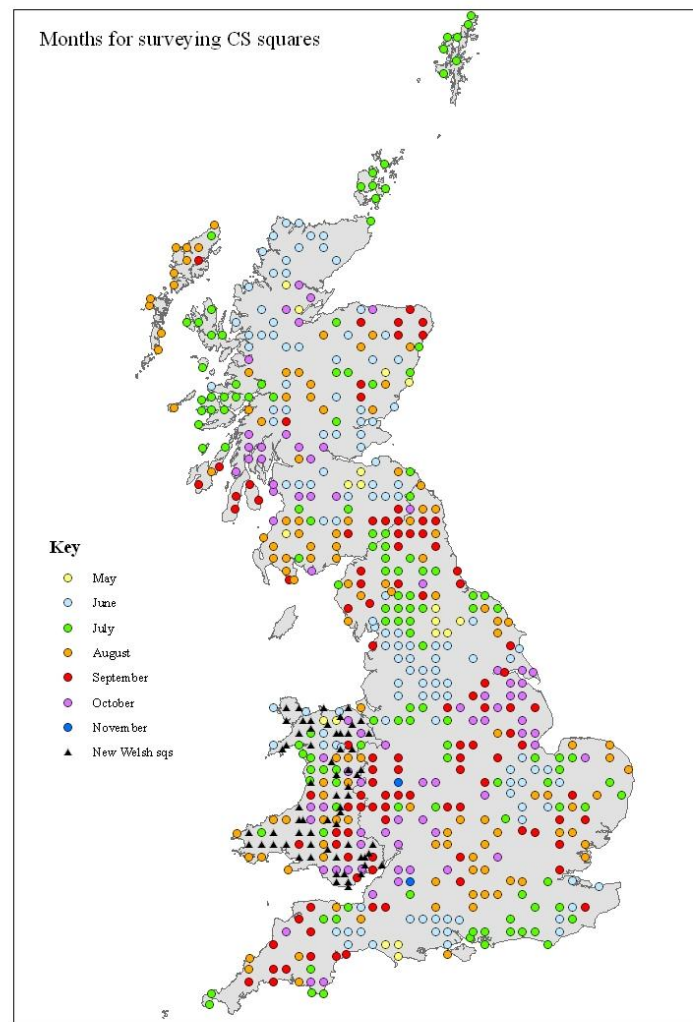 Months for surveying CS squares
Key
May
June
July
August
September
October
November
New Welsh sqs